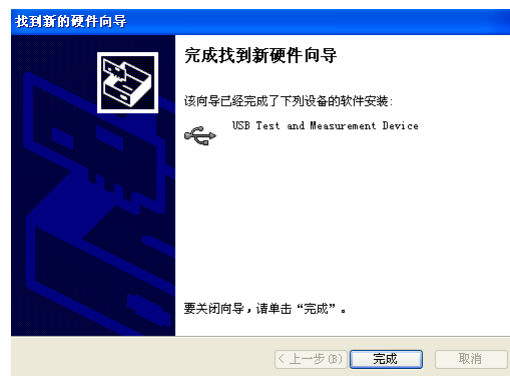 找到新的硬件向导
完成找到新硬件向导
该向导已经完成了下列设备的软件安装:
USB Test and Measurement Device
要关闭向导，请单击“完成”。
< 上一步(B)
完成
取消